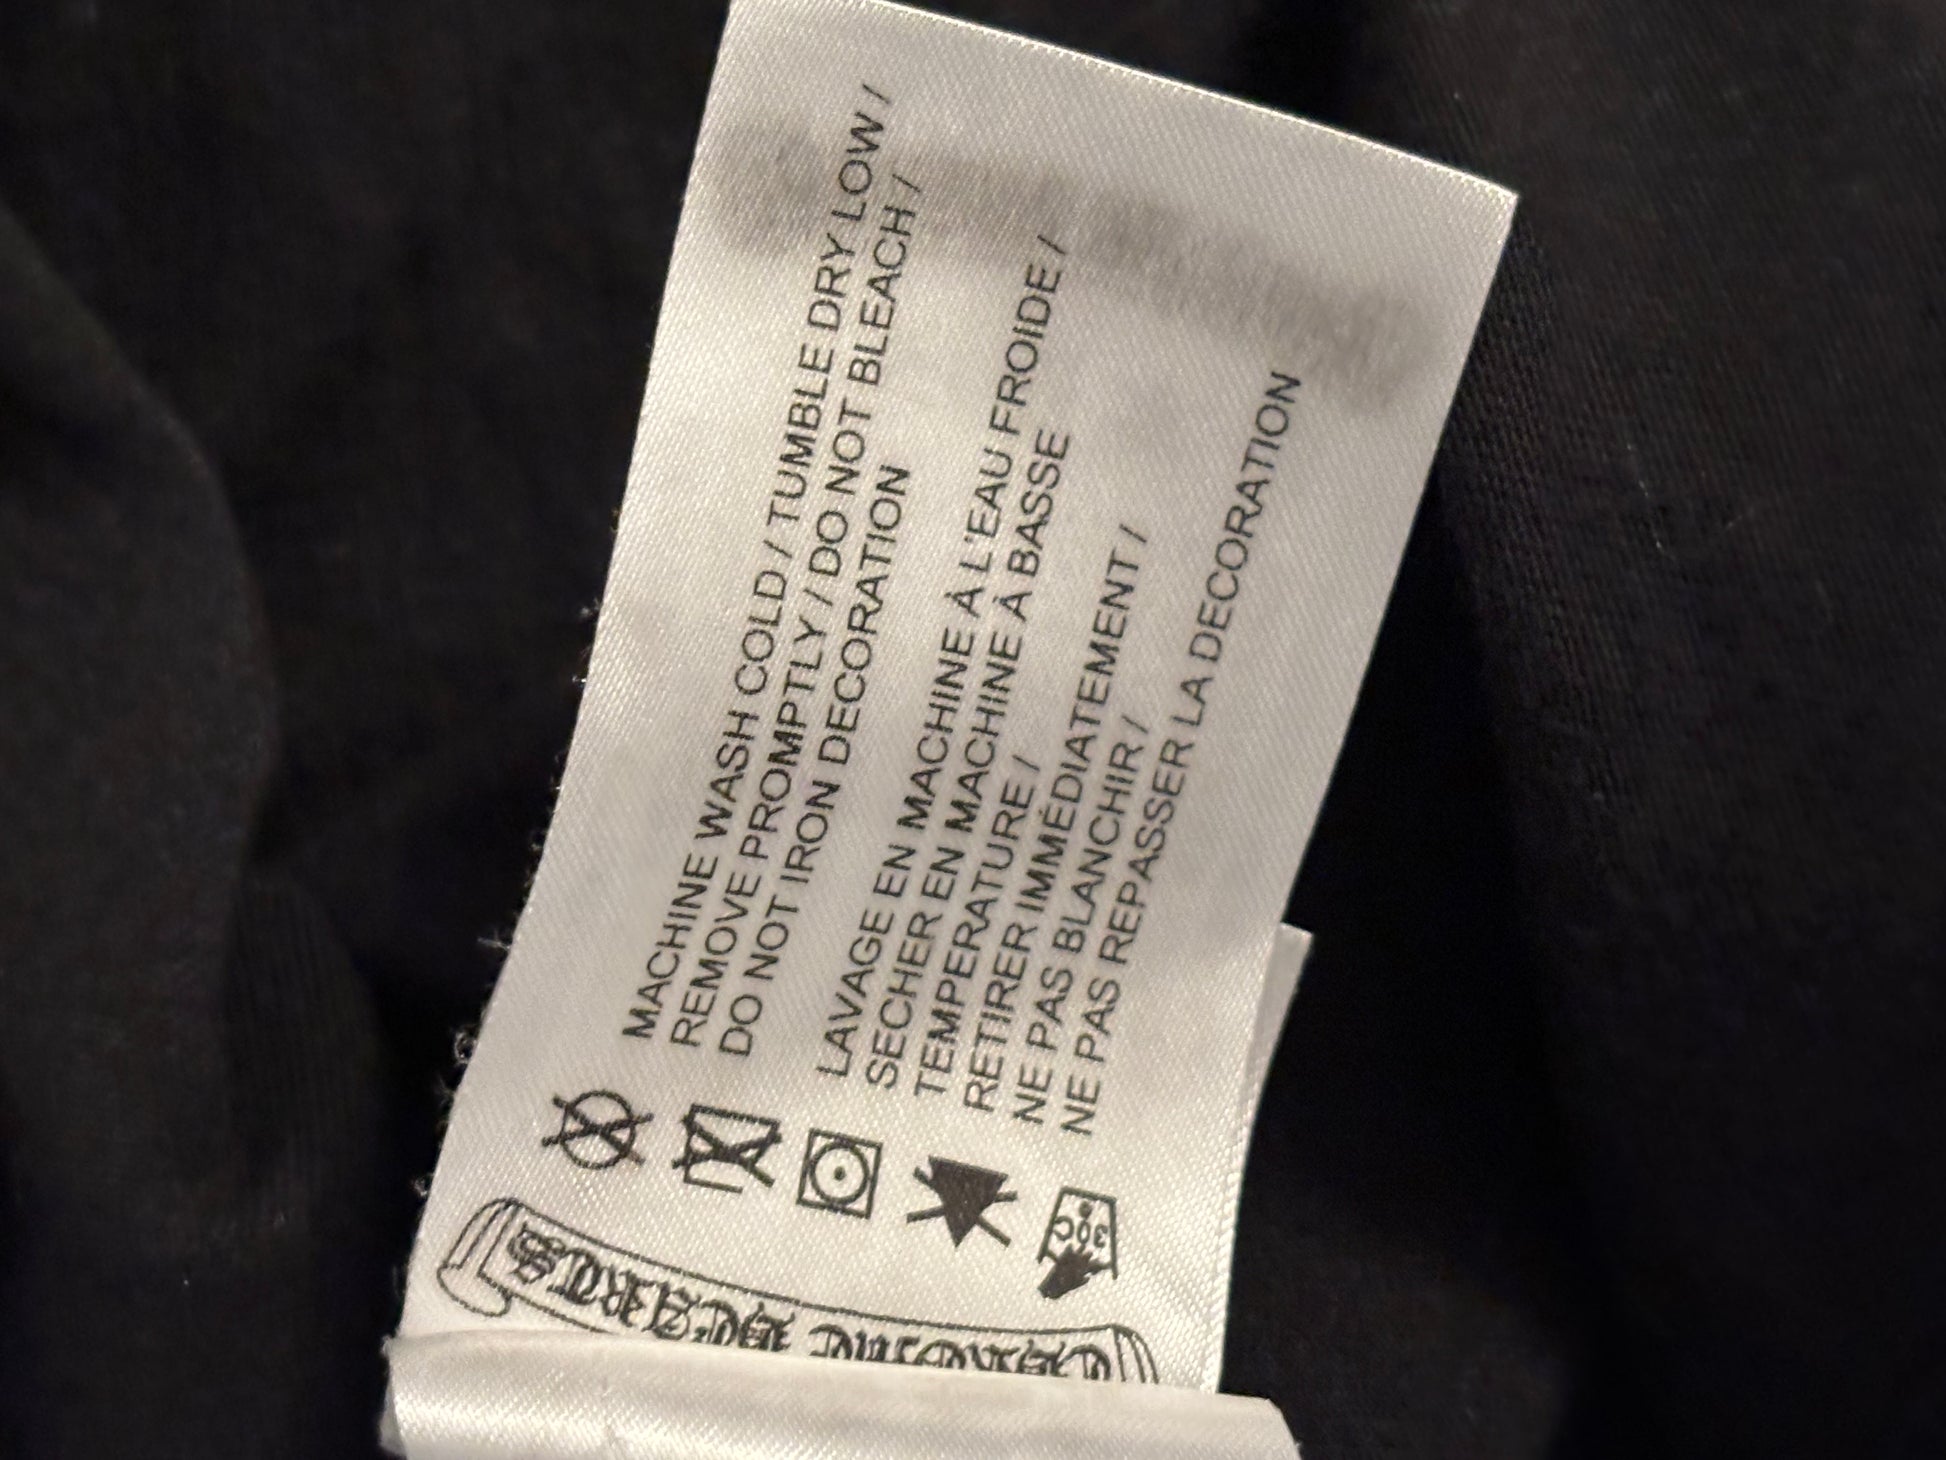 MACHINE WASH COLD / TUMBLE DRY LOW /
REMOVE PROMPTLY / DO NOT BLEACH /
DO NOT IRON DECORATION
LAVAGE EN MACHINE À L'EAU FROIDE /
SECHER EN MACHINE À BASSE
TEMPERATURE /
RETIRER IMMÉDIATEMENT /
NE PAS BLANCHIR /
NE PAS REPASSER LA DECORATION
30C